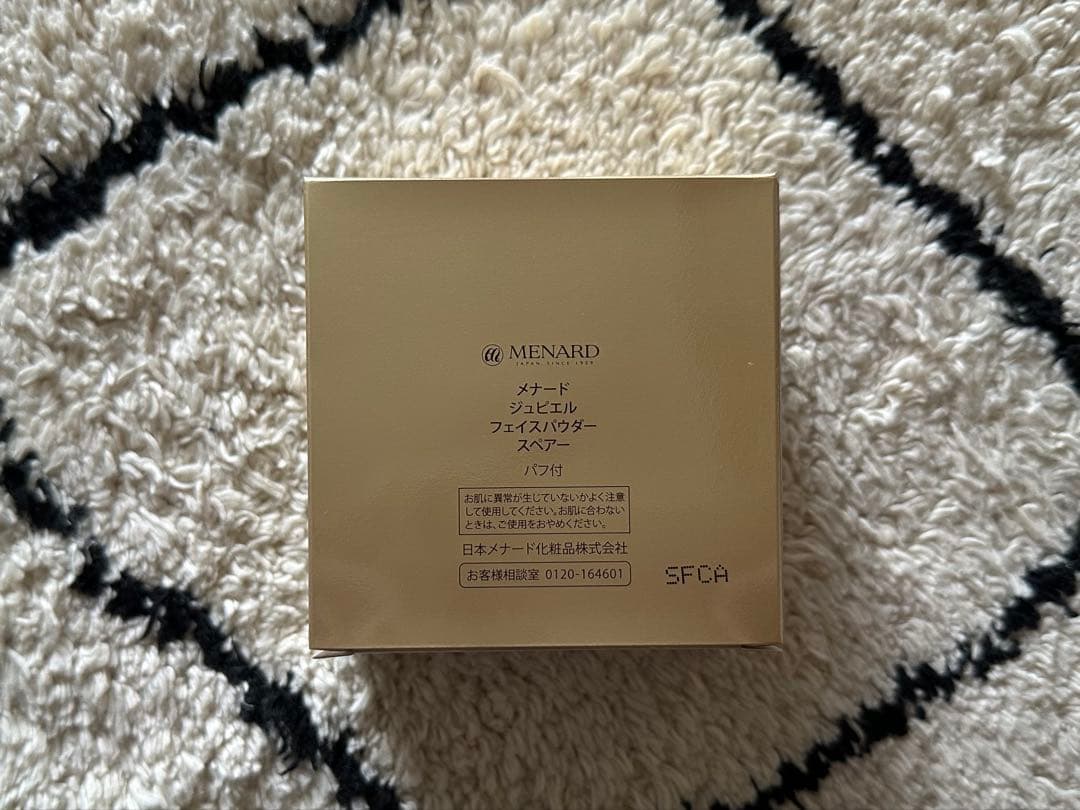 MENARD
JAPAN, SINCE 1959
メナード
ジュピエル
フェイスパウダー
スペアー
パフ付
お肌に異常が生じていないかよく注意
して使用してください。お肌に合わない
ときは、ご使用をおやめください。
日本メナード化粧品株式会社
お客様相談室 0120-164601
SFCA